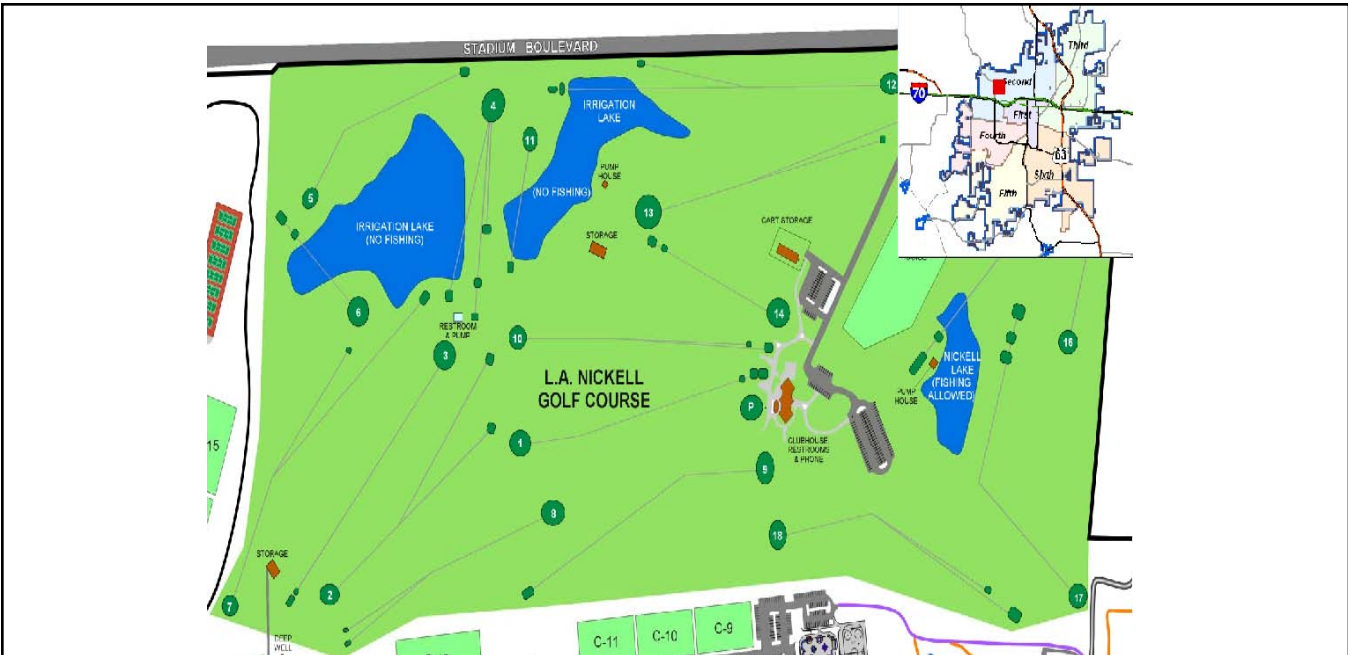 STADIUM BOULEVARD
Third
Second
70
First
Fourth
63
Sixth
Fifth
4
12
IRRIGATION
LAKE
11
PUMP
HOUSE
5
(NO FISHING)
13
CART STORAGE
IRRIGATION LAKE
(NO FISHING)
STORAGE
6
14
RESTROOM
& PUMP
10
3
16
L.A. NICKELL
GOLF COURSE
NICKELL
LAKE
(FISHING
ALLOWED)
PUMP
HOUSE
P
15
1
CLUBHOUSE,
RESTROOMS
& PHONE
9
8
18
STORAGE
7
2
17
DEEP
WELL
C-11
C-10
C-9